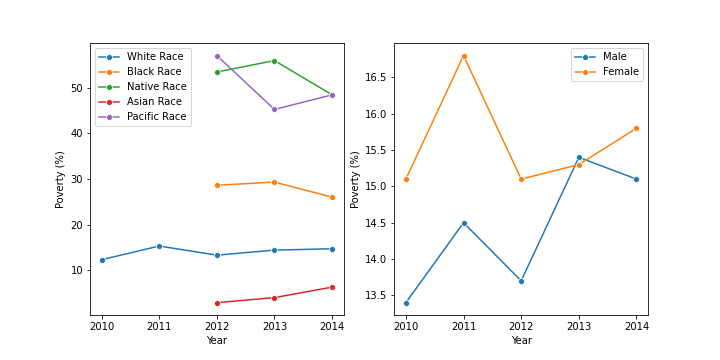 White Race
Black Race
Native Race
Asian Race
Pacific Race
50
40
30
20
10
Poverty (%)
2010 2011 2012 2013 2014
Year
Male
Female
16.5
16.0
15.5
15.0
14.5
14.0
13.5
Poverty (%)
2010 2011 2012 2013 2014
Year